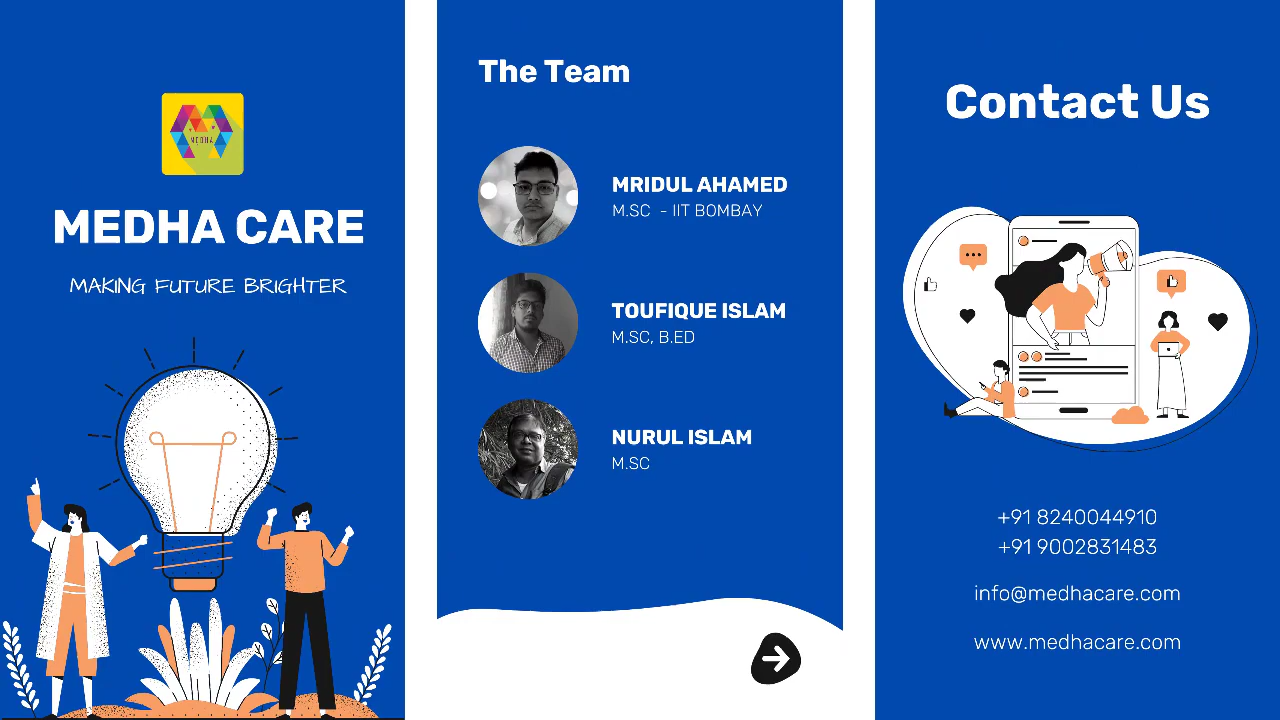 MEDHA
MEDHA CARE
MAKING FUTURE BRIGHTER
The Team
MRIDUL AHAMED
M.SC - IIT BOMBAY
TOUFIQUE ISLAM
M.SC, B.ED
NURUL ISLAM
M.SC
Contact Us
+91 8240044910
+91 9002831483
info@medhacare.com
www.medhacare.com